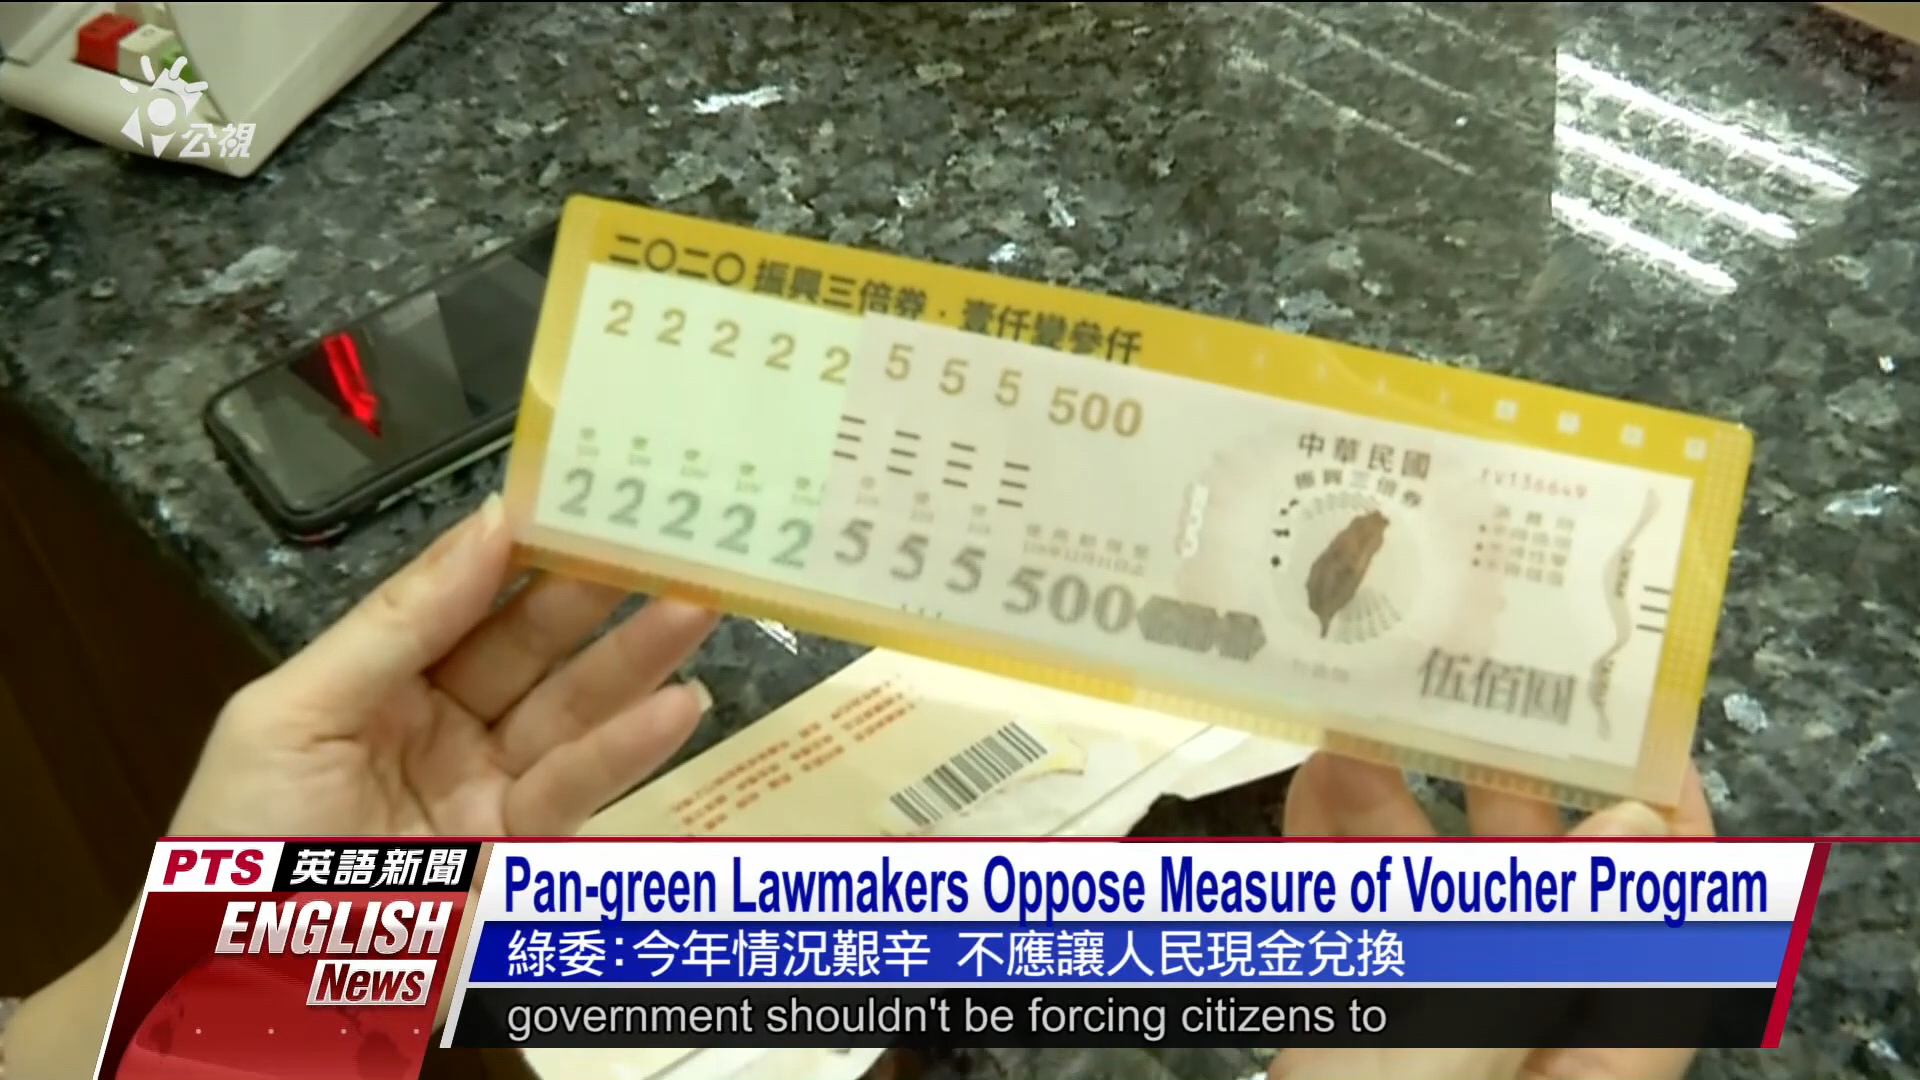 公視
二〇二〇振興三倍券．壹仟變參仟
2 2 2 2 2 5 5 5 500
中華民國
振興三倍券
2 2 2 2 2 5 5 5 500
伍佰圓
PTS 英語新聞
ENGLISH
News
Pan-green Lawmakers Oppose Measure of Voucher Program
綠委:今年情況艱辛 不應讓人民現金兌換
government shouldn't be forcing citizens to